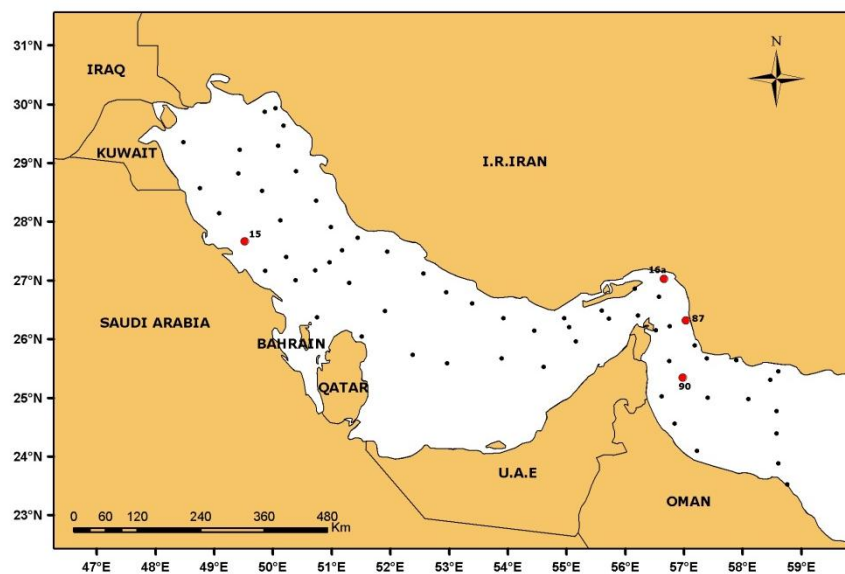 31°N
N
IRAQ
30°N
KUWAIT
29°N
I.R.IRAN
28°N
15
27°N
16a
SAUDI ARABIA
87
26°N
BAHRAIN
QATAR
90
25°N
24°N
U.A.E
OMAN
23°N
0 60 120 240 360 480
Km
47°E 48°E 49°E 50°E 51°E 52°E 53°E 54°E 55°E 56°E 57°E 58°E 59°E